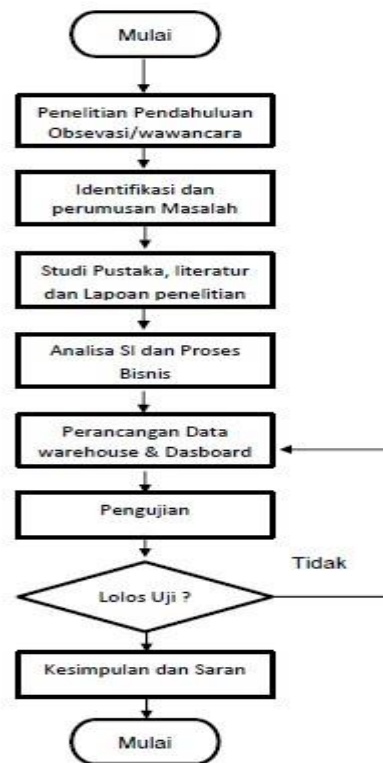 Mulai
Penelitian Pendahuluan
Obsevasi/wawancara
Identifikasi dan
perumusan Masalah
Studi Pustaka, literatur
dan Lapoan penelitian
Analisa SI dan Proses
Bisnis
Perancangan Data
warehouse & Dasboard
Pengujian
Tidak
Lolos Uji ?
Kesimpulan dan Saran
Mulai